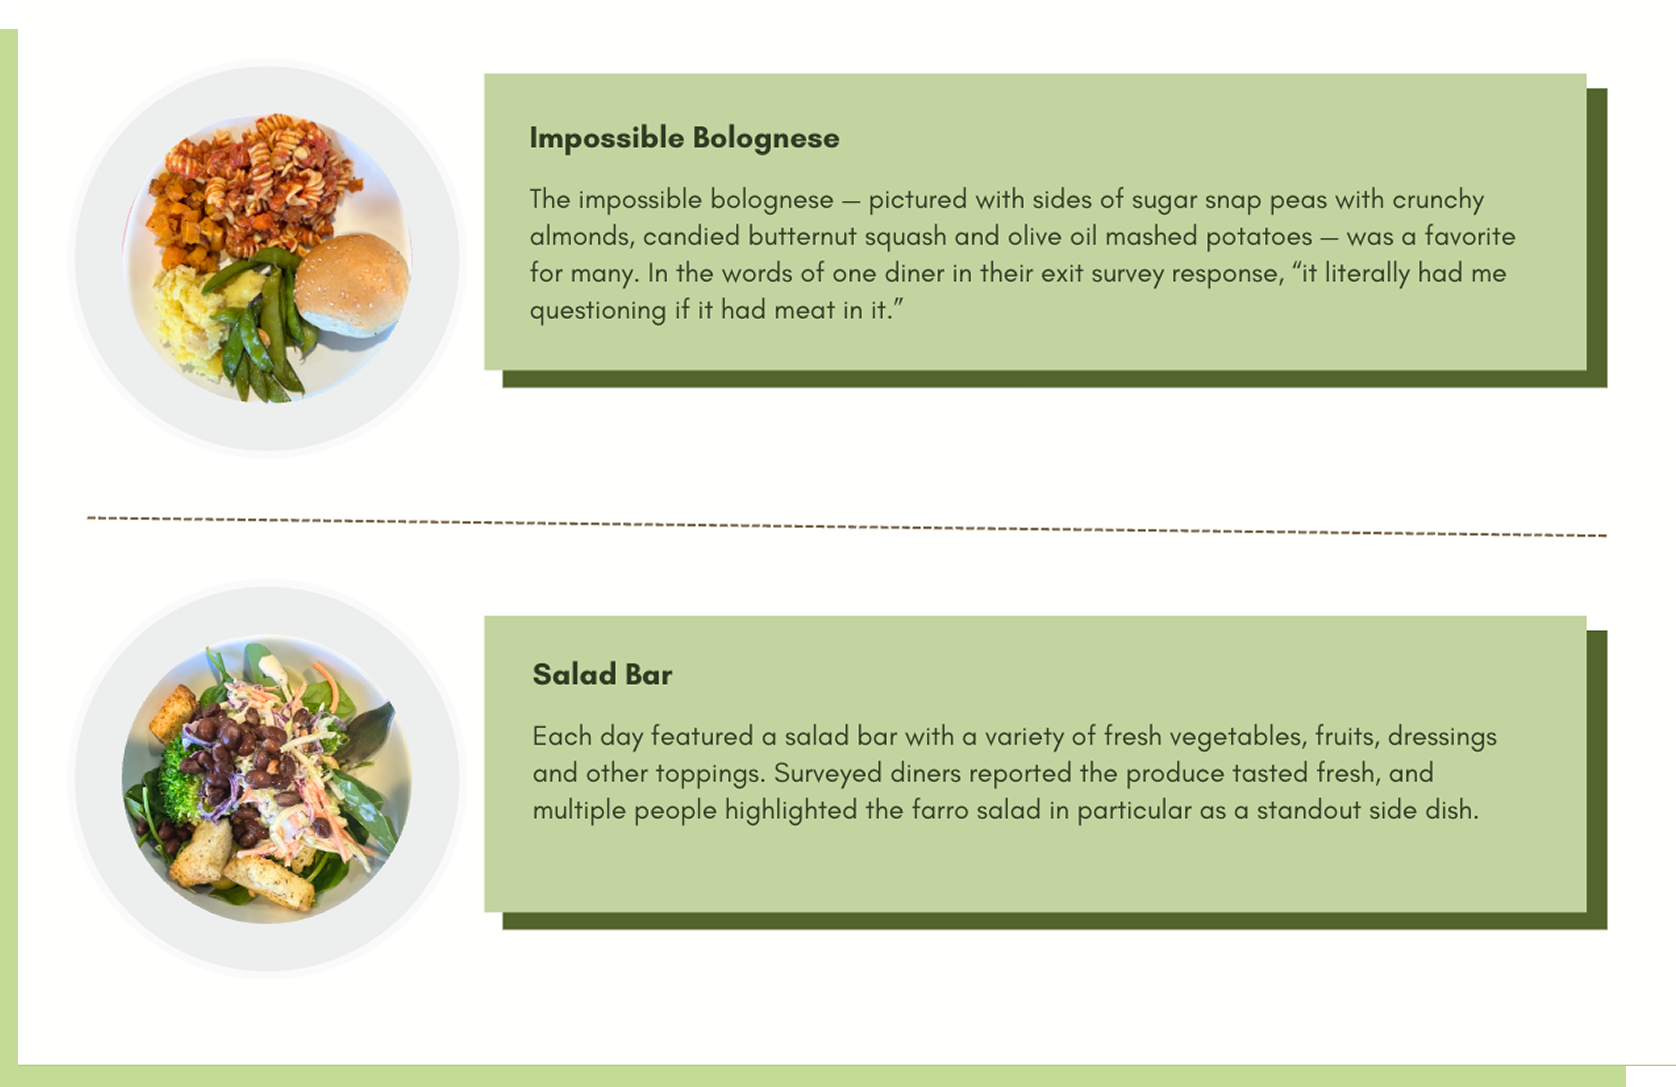 Impossible Bolognese
The impossible bolognese — pictured with sides of sugar snap peas with crunchy
almonds, candied butternut squash and olive oil mashed potatoes — was a favorite
for many. In the words of one diner in their exit survey response, “it literally had me
questioning if it had meat in it.”
Salad Bar
Each day featured a salad bar with a variety of fresh vegetables, fruits, dressings
and other toppings. Surveyed diners reported the produce tasted fresh, and
multiple people highlighted the farro salad in particular as a standout side dish.